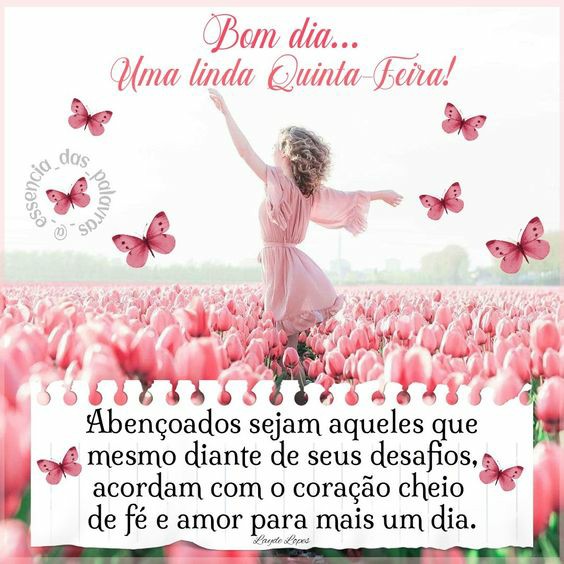 Bom dia...
Uma linda Quinta-Feira!
@_essencia_das_palavras_
Abençoados sejam aqueles que
mesmo diante de seus desafios,
acordam com o coração cheio
de fé e amor para mais um dia.
Layde Lopes